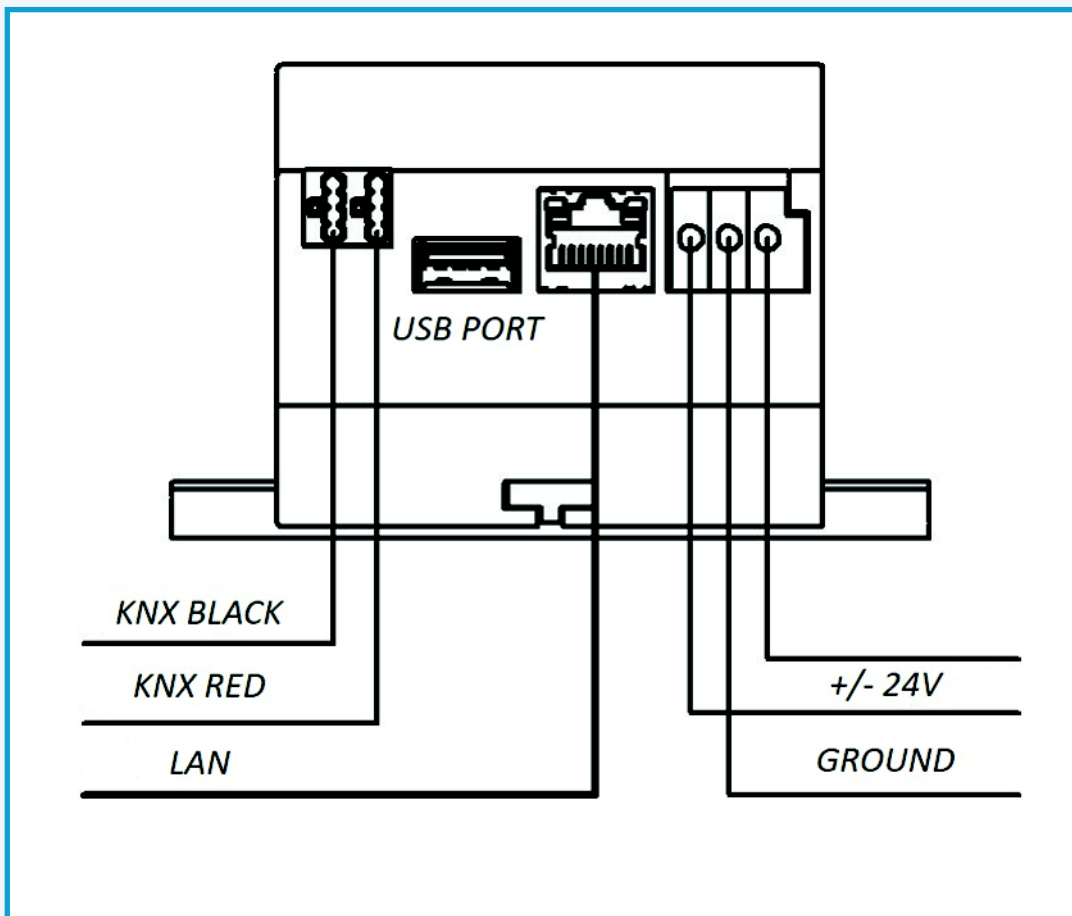 USB PORT
KNX BLACK
KNX RED
LAN
+/- 24V
GROUND